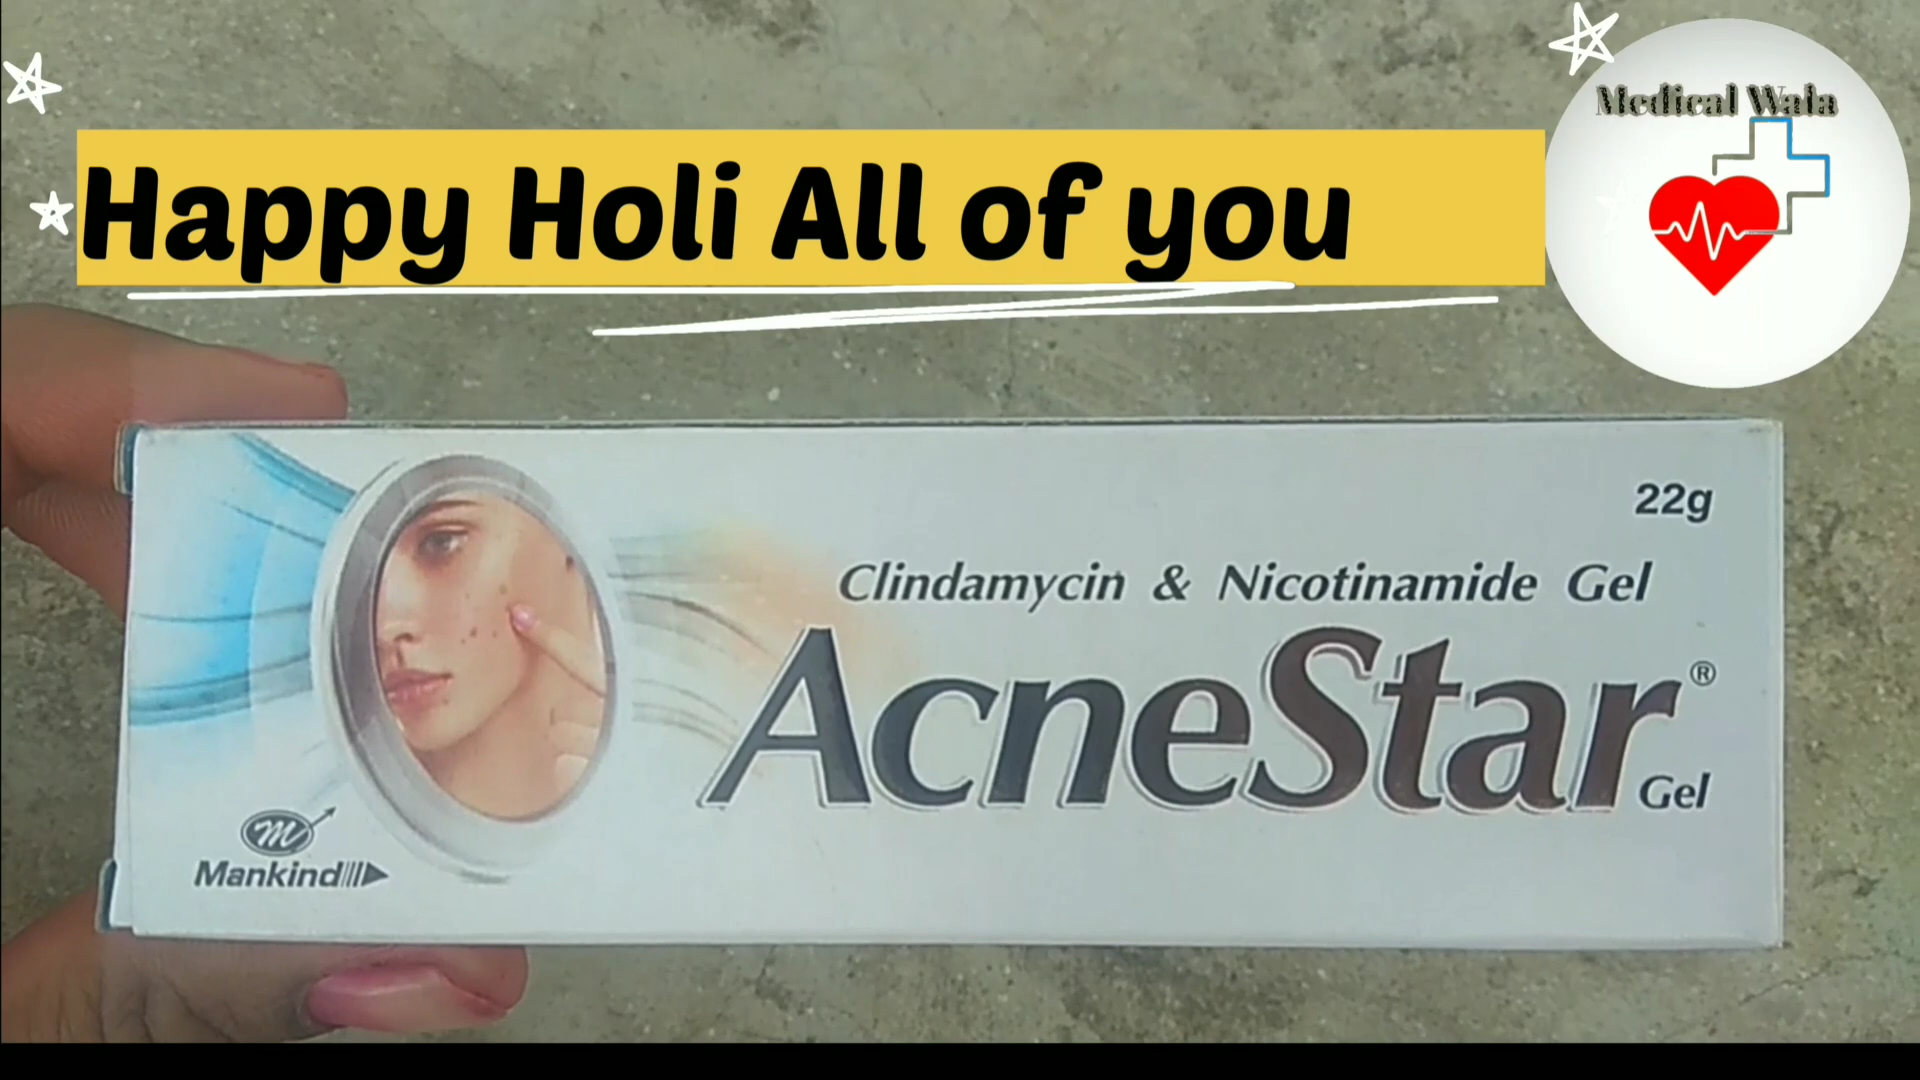 Medical Wala
Happy Holi All of you
22g
Clindamycin & Nicotinamide Gel
AcneStar®
Gel
m
Mankind